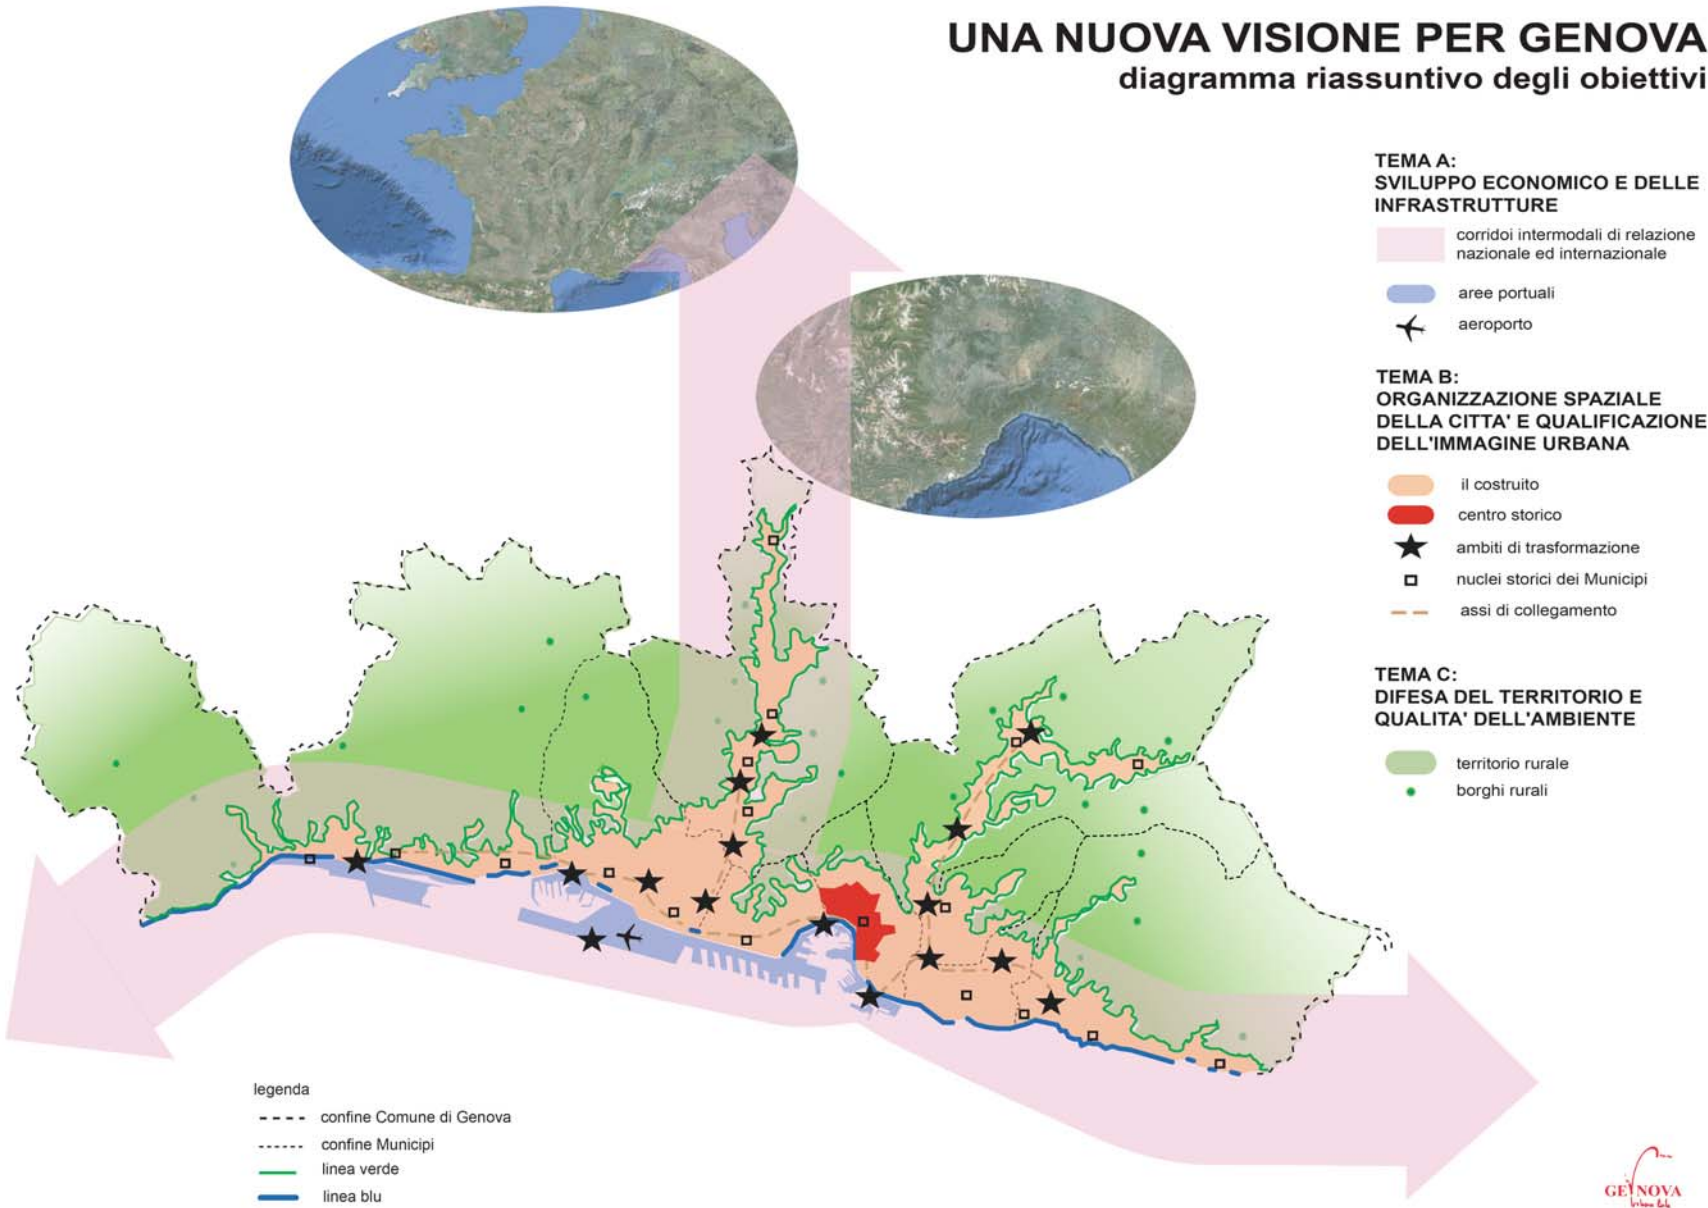 UNA NUOVA VISIONE PER GENOVA
diagramma riassuntivo degli obiettivi
TEMA A:
SVILUPPO ECONOMICO E DELLE
INFRASTRUTTURE
corridoi intermodali di relazione
nazionale ed internazionale
aree portuali
aeroporto
TEMA B:
ORGANIZZAZIONE SPAZIALE
DELLA CITTA' E QUALIFICAZIONE
DELL'IMMAGINE URBANA
il costruito
centro storico
ambiti di trasformazione
nuclei storici dei Municipi
assi di collegamento
TEMA C:
DIFESA DEL TERRITORIO E
QUALITA' DELL'AMBIENTE
territorio rurale
borghi rurali
legenda
confine Comune di Genova
confine Municipi
linea verde
linea blu
GENOVA